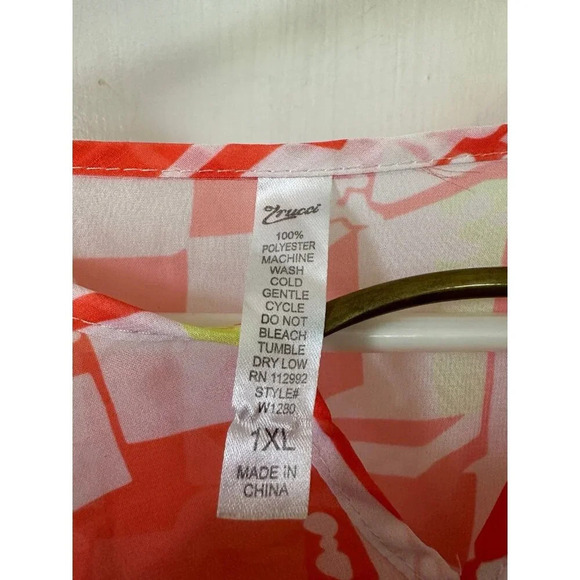 Zrucci
100%
POLYESTER
MACHINE
WASH
COLD
GENTLE
CYCLE
DO NOT
BLEACH
TUMBLE
DRY LOW
RN 112992
STYLE#
W1280
1XL
MADE IN
CHINA